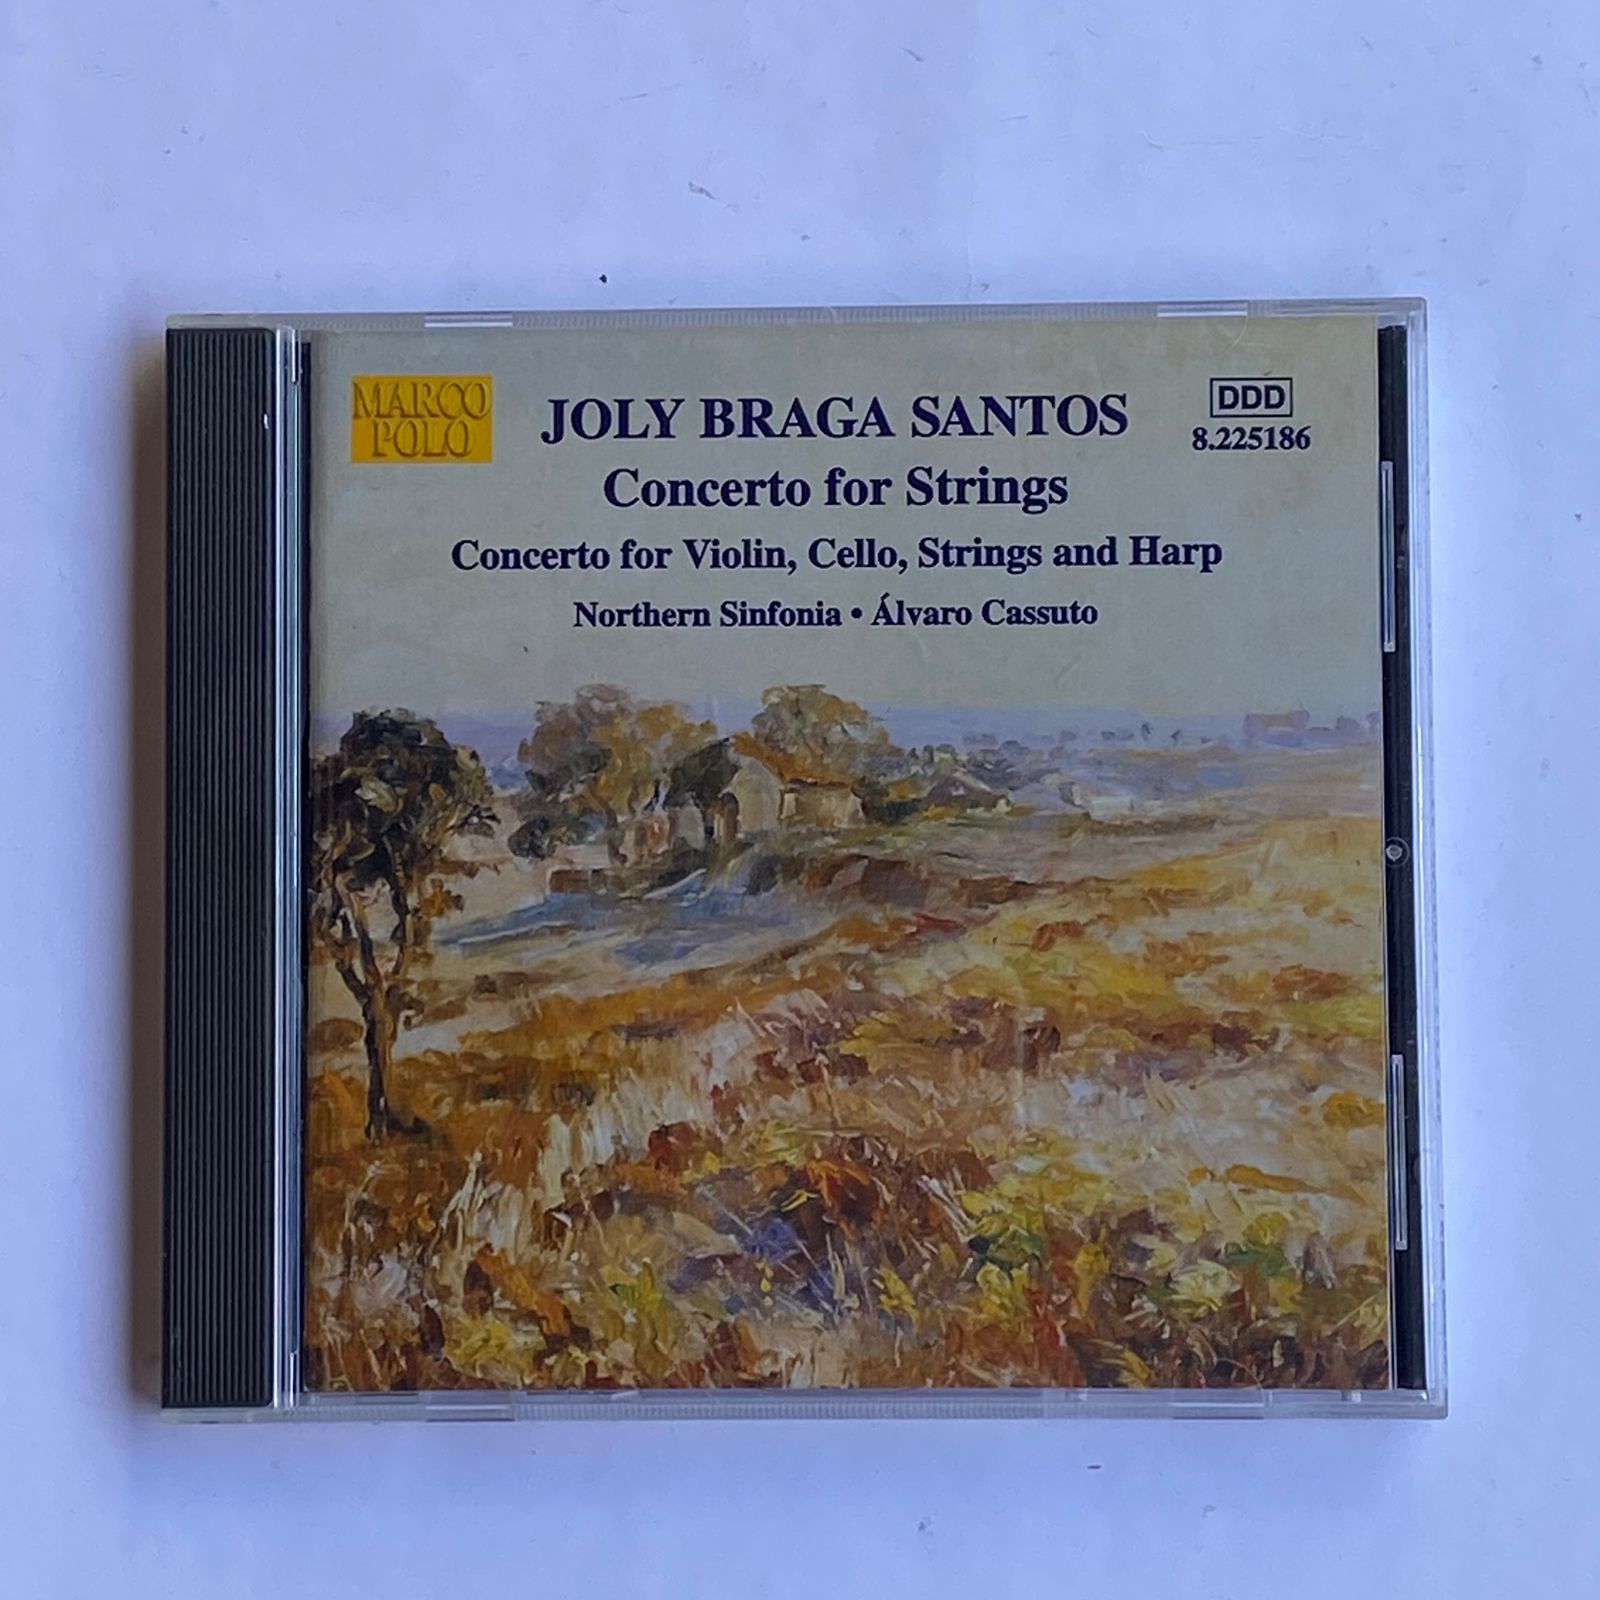 MARCO
POLO
JOLY BRAGA SANTOS
DDD
8.225186
Concerto for Strings
Concerto for Violin, Cello, Strings and Harp
Northern Sinfonia • Álvaro Cassuto